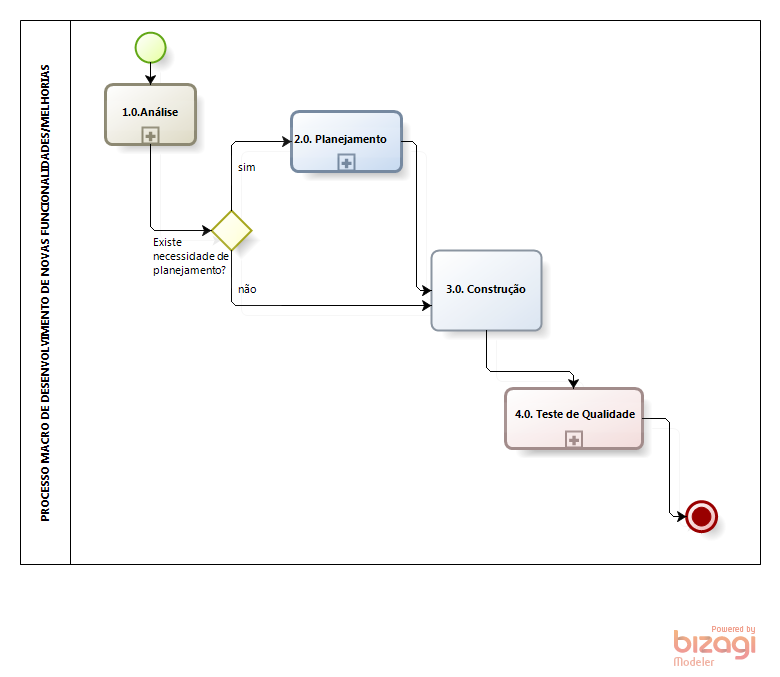 PROCESSO MACRO DE DESENVOLVIMENTO DE NOVAS FUNCIONALIDADES/MELHORIAS
1.0.Análise
2.0. Planejamento
sim
Existe
necessidade de
planejamento?
não
3.0. Construção
4.0. Teste de Qualidade
Powered by
bizagi
Modeler